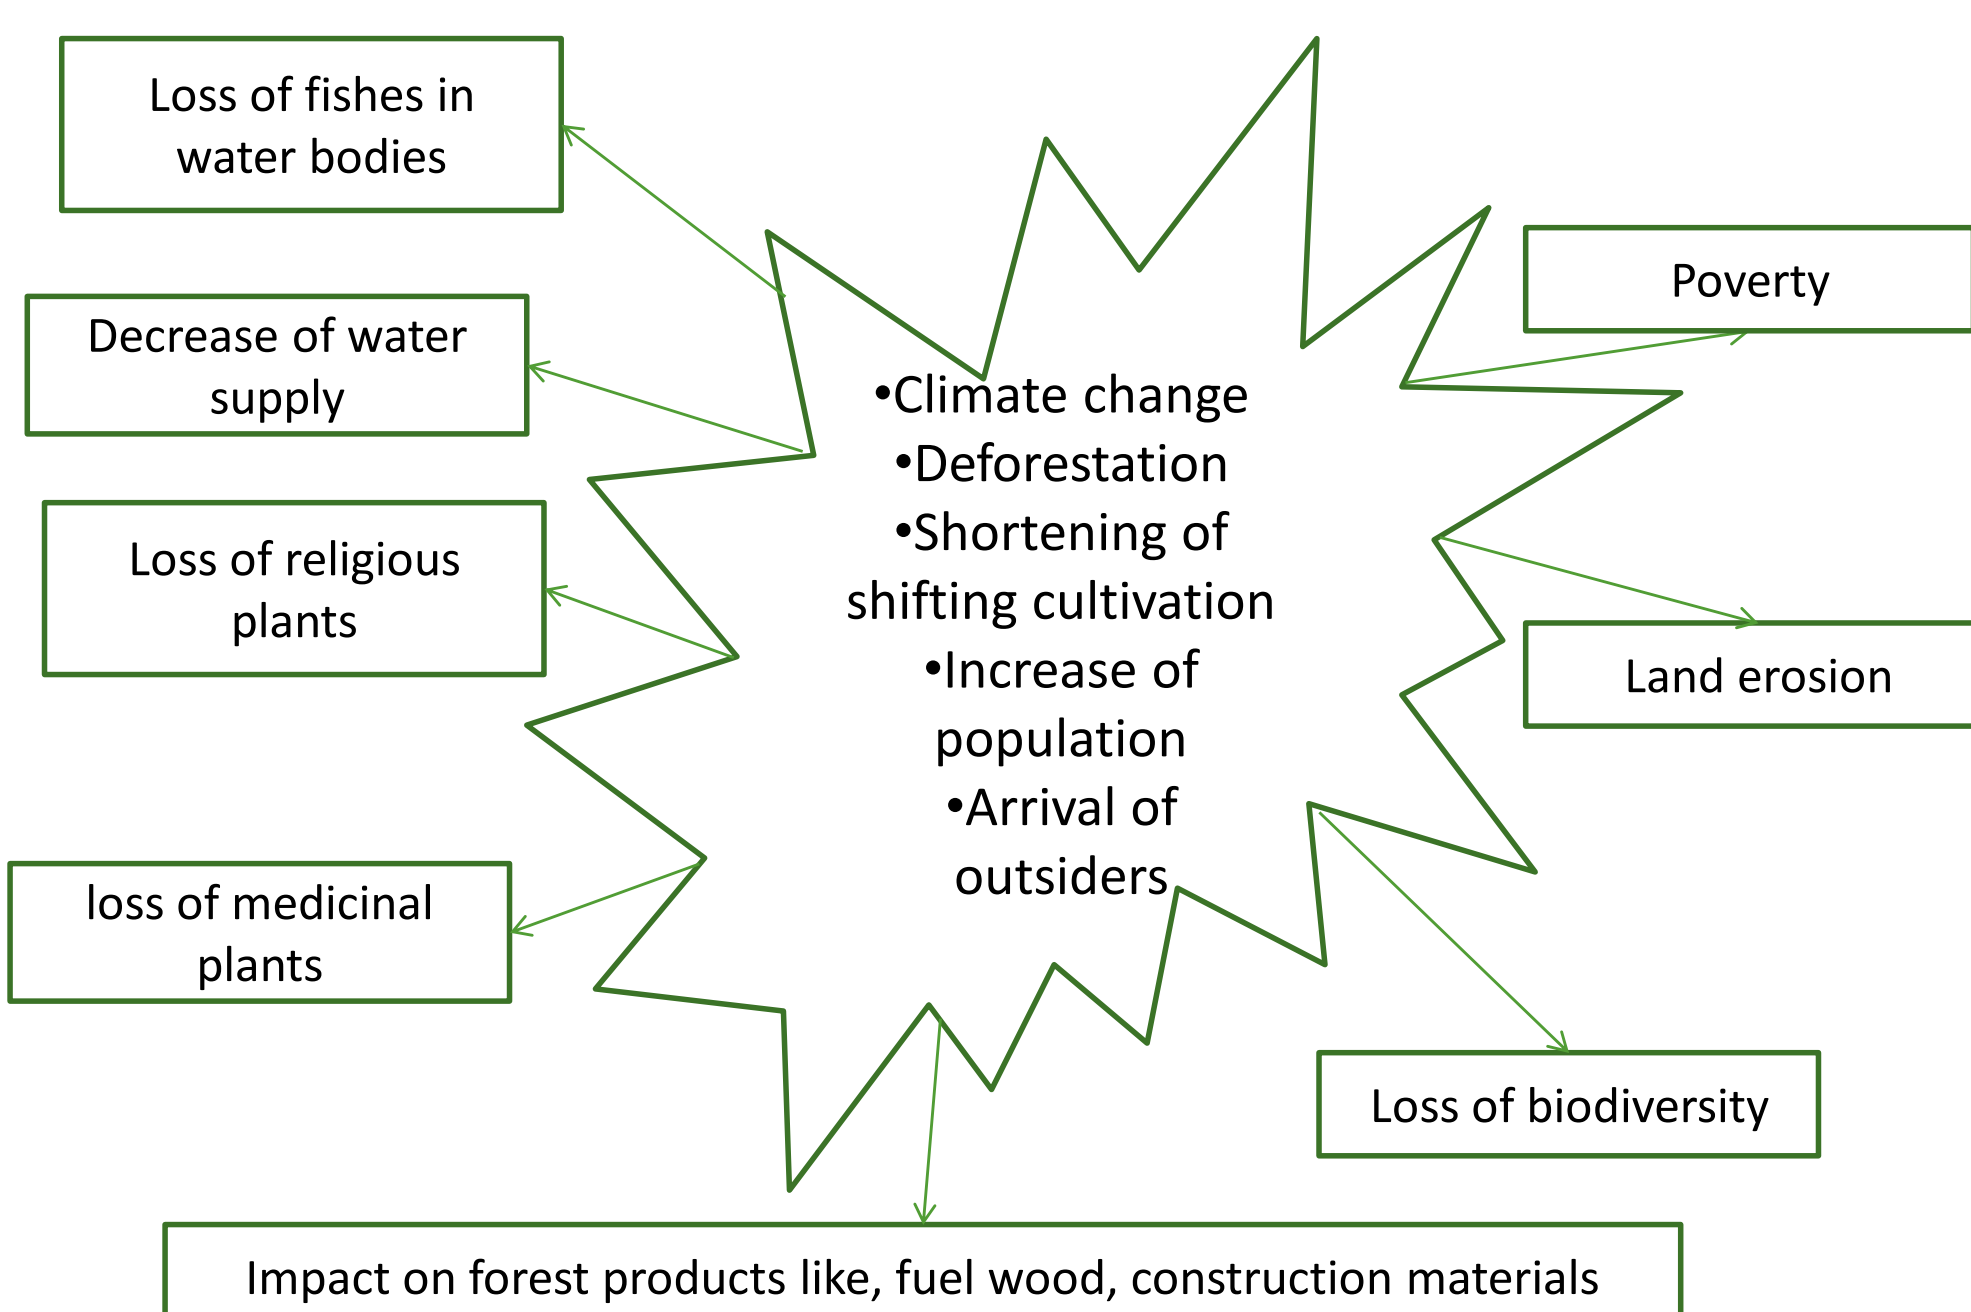 Loss of fishes in
water bodies
Decrease of water
supply
Loss of religious
plants
loss of medicinal
plants
•Climate change
•Deforestation
•Shortening of
shifting cultivation
•Increase of
population
•Arrival of
outsiders
Poverty
Land erosion
Loss of biodiversity
Impact on forest products like, fuel wood, construction materials